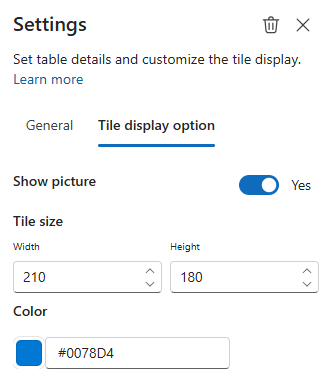 Settings
Set table details and customize the tile display.
Learn more
General Tile display option
Show picture Yes
Tile size
Width Height
210 180
Color
#0078D4